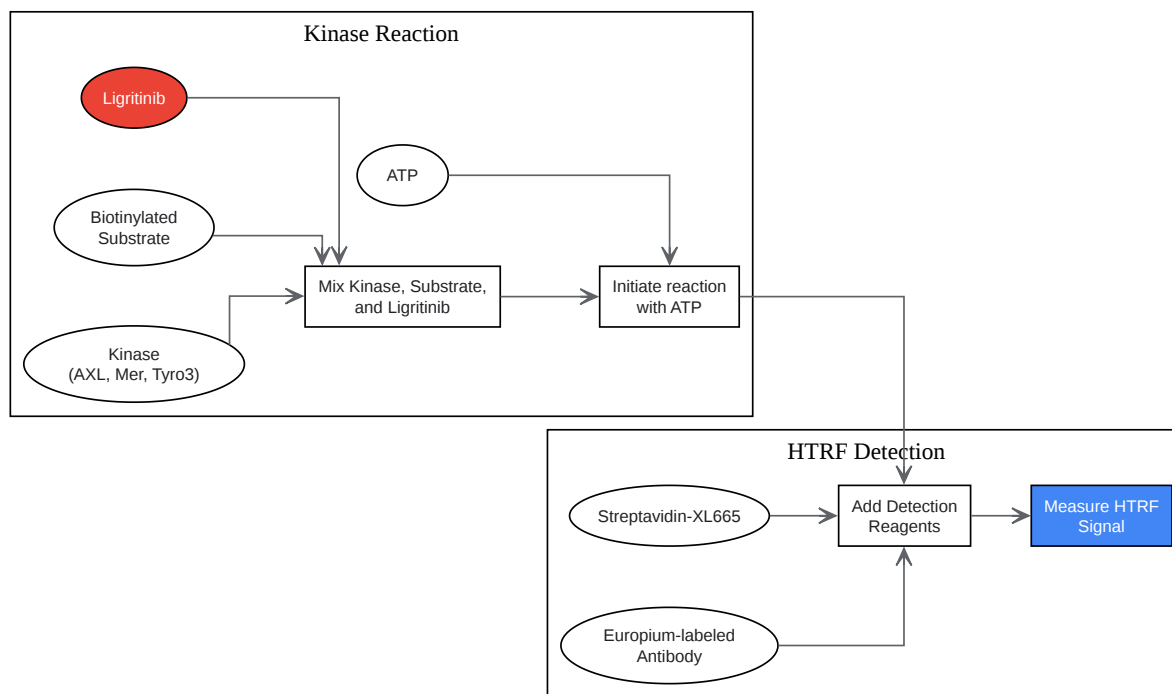 Kinase Reaction
Ligritinib
ATP
Biotinylated
Substrate
Mix Kinase, Substrate,
and Ligritinib
Initiate reaction
with ATP
Kinase
(AXL, Mer, Tyro3)
HTRF Detection
Streptavidin-XL665
Add Detection
Reagents
Measure HTRF
Signal
Europium-labeled
Antibody